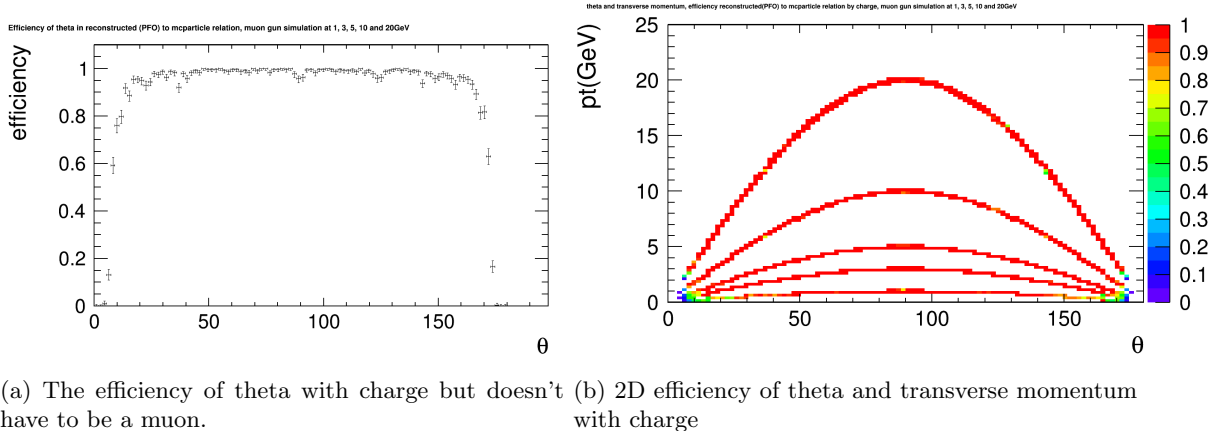 Efficiency of theta in reconstructed (PFO) to mcparticle relation, muon gun simulation at 1, 3, 5, 10 and 20GeV
efficiency
1
0.8
0.6
0.4
0.2
0
0 50 100 150
θ
theta and transverse momentum, efficiency reconstructed(PFO) to mcparticle relation by charge, muon gun simulation at 1, 3, 5, 10 and 20GeV
pt(GeV)
25
20
15
10
5
0
0 50 100 150
θ
1
0.9
0.8
0.7
0.6
0.5
0.4
0.3
0.2
0.1
0
(a) The efficiency of theta with charge but doesn't
have to be a muon.
(b) 2D efficiency of theta and transverse momentum
with charge